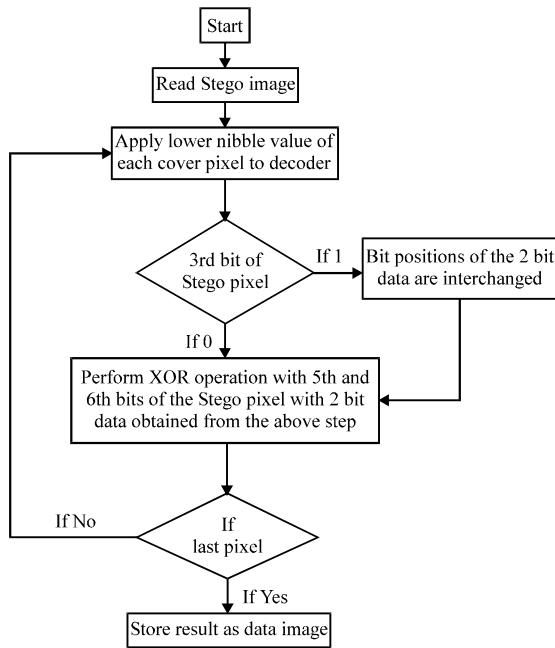 Start
Read Stego image
Apply lower nibble value of
each cover pixel to decoder
3rd bit of
Stego pixel
If 1
Bit positions of the 2 bit
data are interchanged
If 0
Perform XOR operation with 5th and
6th bits of the Stego pixel with 2 bit
data obtained from the above step
If No
If
last pixel
If Yes
Store result as data image